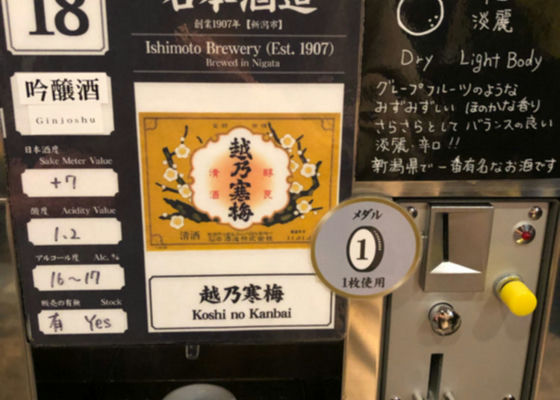 18
吟醸酒
Ginjoshu
日本酒度
Sake Meter Value
+7
酸度 Acidity Value
1.2
アルコール度 Alc. %
16~17
販売の有無 Stock
有 Yes
石本酒造
創業1907年【新潟市】
Ishimoto Brewery (Est. 1907)
Brewed in Nigata
越乃寒梅
清酒
醇良
清酒
越乃寒梅
Koshi no Kanbai
メダル
1
1枚使用
淡麗
Dry Light Body
グレープフルーツのような
みずみずしい ほのかな香り
さらさらとして バランスの良い
淡麗・辛口!!
新潟県で一番有名なお酒です